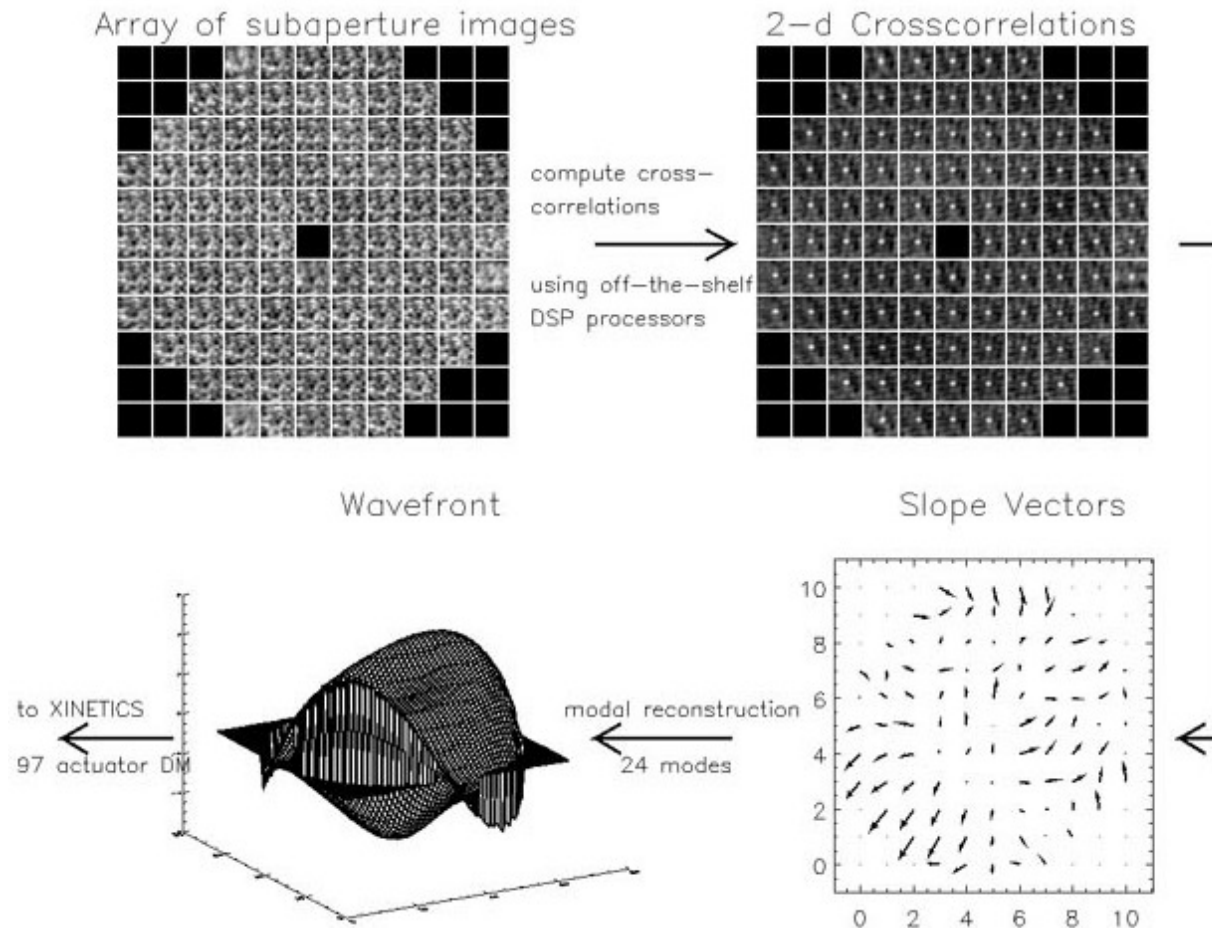 Array of subaperture images
2-d Crosscorrelations
compute cross-
correlations
using off-the-shelf
DSP processors
Wavefront
Slope Vectors
to XINETICS
97 actuator DM
modal reconstruction
24 modes
10
8
6
4
2
0
0 2 4 6 8 10